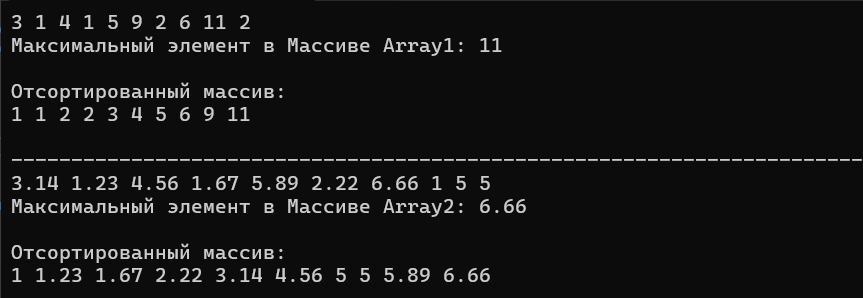 3 1 4 1 5 9 2 6 11 2
Максимальный элемент в Массиве Array1: 11
Отсортированный массив:
1 1 2 2 3 4 5 6 9 11
-----------------------------------------------------------------------
3.14 1.23 4.56 1.67 5.89 2.22 6.66 1 5 5
Максимальный элемент в Массиве Array2: 6.66
Отсортированный массив:
1 1.23 1.67 2.22 3.14 4.56 5 5 5.89 6.66